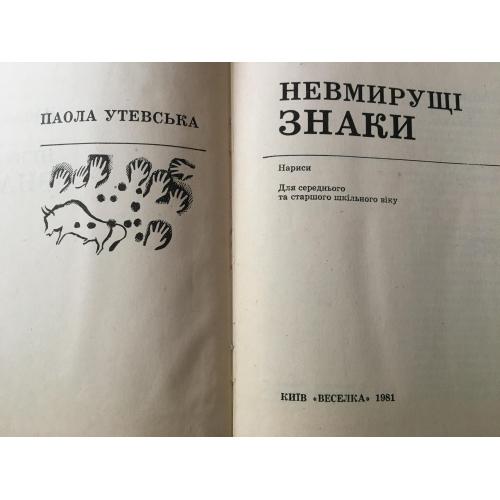 ПАОЛА УТЕВСЬКА
НЕВМИРУЩІ
ЗНАКИ
Нариси
Для середнього
та старшого шкільного віку
КИЇВ «ВЕСЕЛКА» 1981